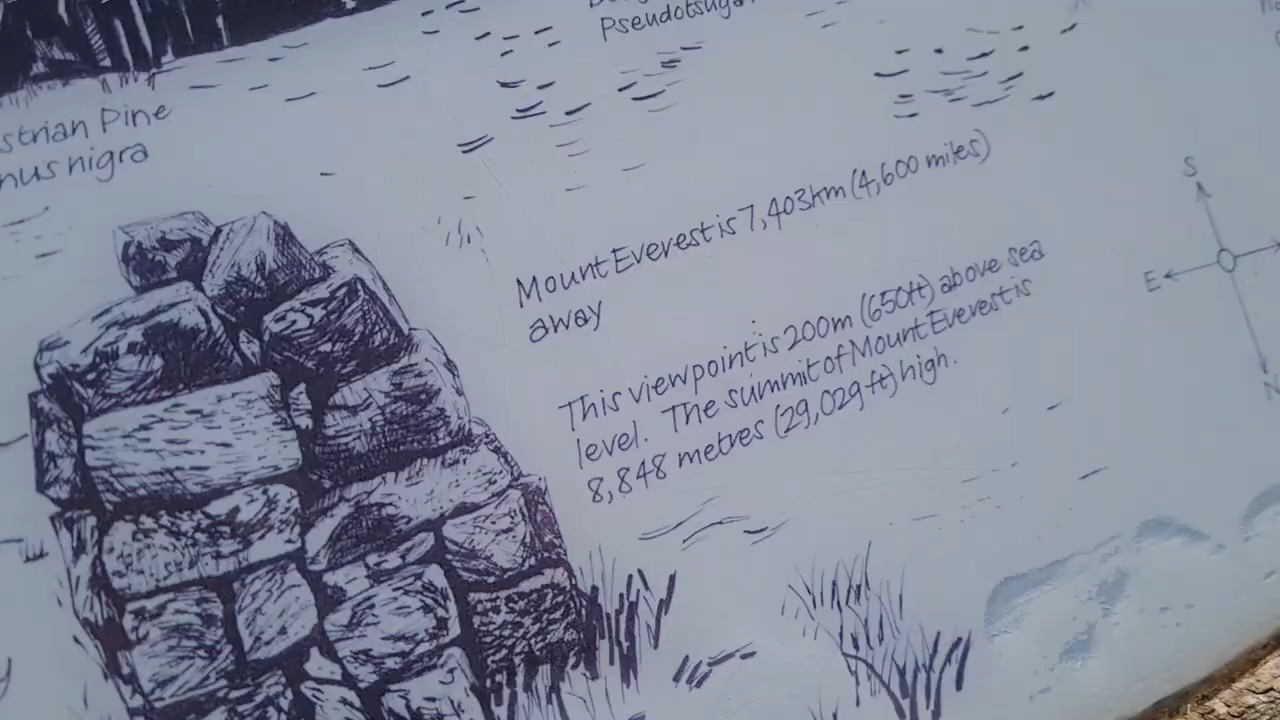 Pseudotsuga
strian Pine
nus nigra
Mount Everest is 7,403km (4,600 miles)
away
This viewpoint is 200m (650ft) above sea
level. The summit of Mount Everest is
8,848 metres (29,029 ft) high.
S
E
N